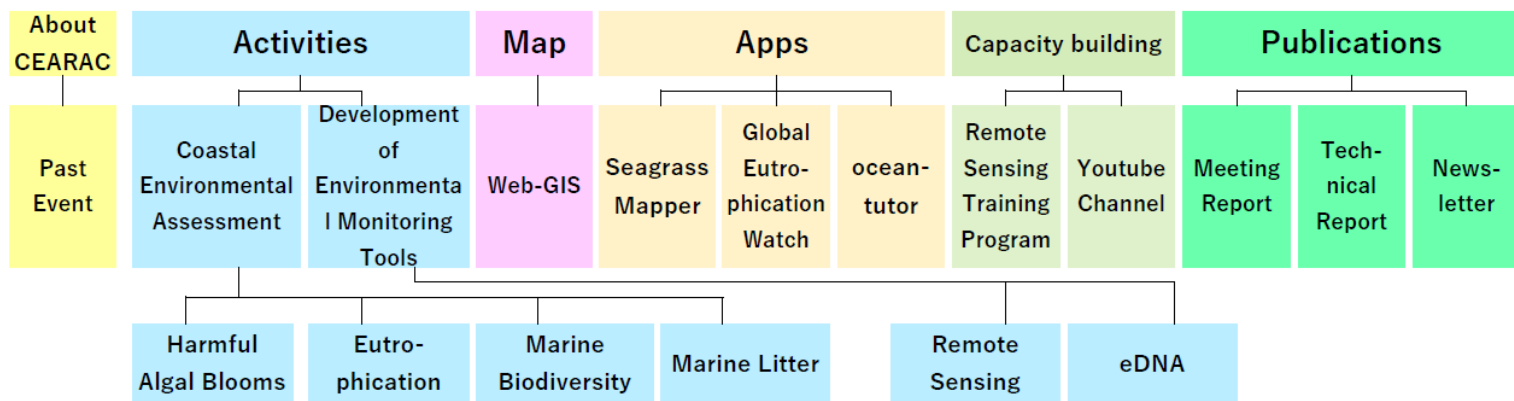 About
CEARAC
Activities
Map
Apps
Capacity building
Publications
Past
Event
Coastal
Environmental
Assessment
Development
of
Environmenta
l Monitoring
Tools
Web-GIS
Seagrass
Mapper
Global
Eutro-
phication
Watch
ocean-
tutor
Remote
Sensing
Training
Program
Youtube
Channel
Meeting
Report
Tech-
nical
Report
News-
letter
Harmful
Algal Blooms
Eutro-
phication
Marine
Biodiversity
Marine Litter
Remote
Sensing
eDNA